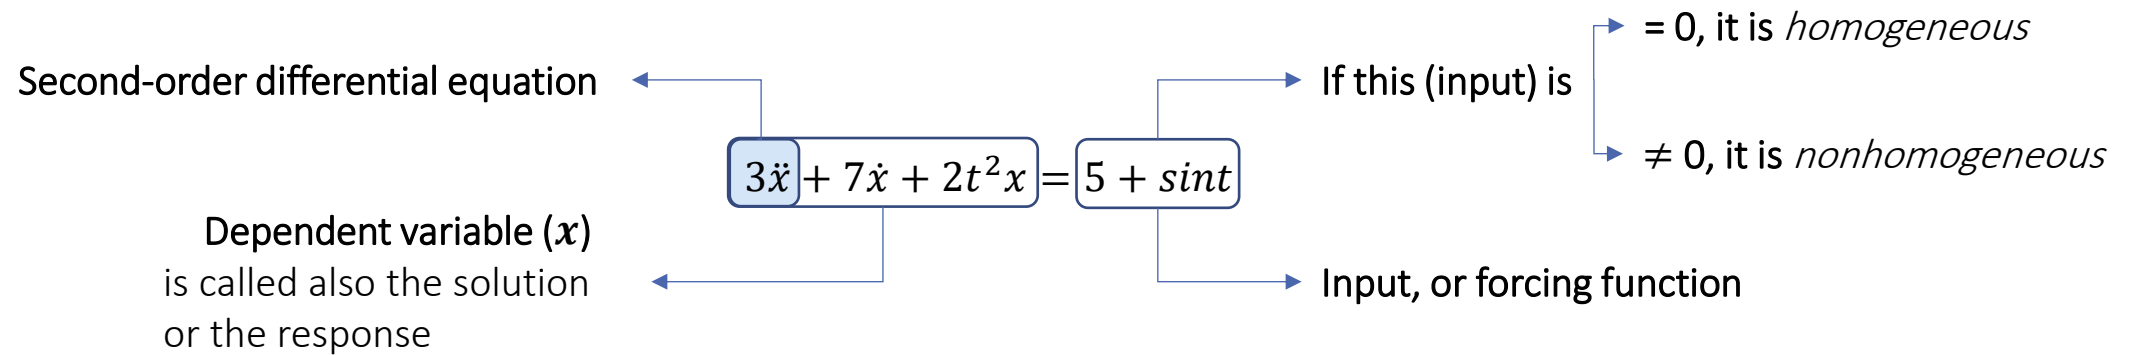 = 0, it is homogeneous
Second-order differential equation
If this (input) is
≠ 0, it is nonhomogeneous
3ẍ + 7ẋ + 2t²x = 5 + sint
Dependent variable (x)
is called also the solution
or the response
Input, or forcing function